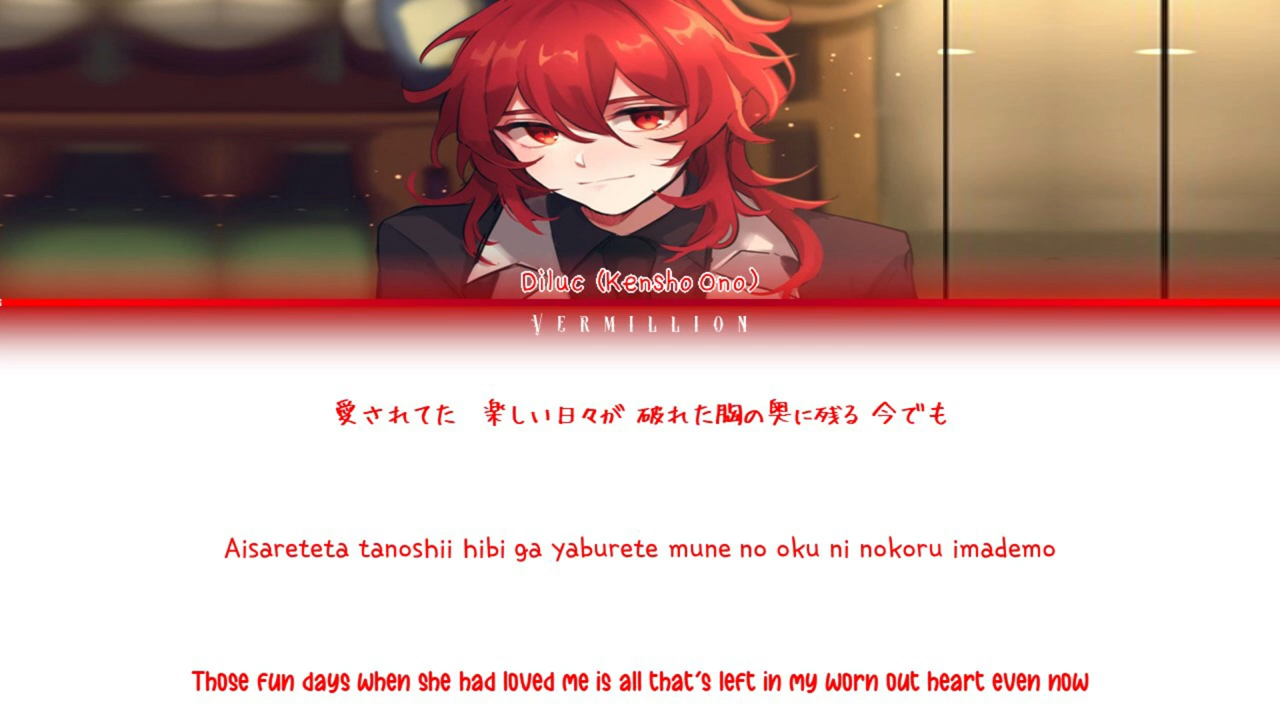 Diluc (Kensho Ono)
VERMILLION
愛されてた　楽しい日々が 破れた胸の奥に残る 今でも
Aisareteta tanoshii hibi ga yaburete mune no oku ni nokoru imademo
Those fun days when she had loved me is all that's left in my worn out heart even now